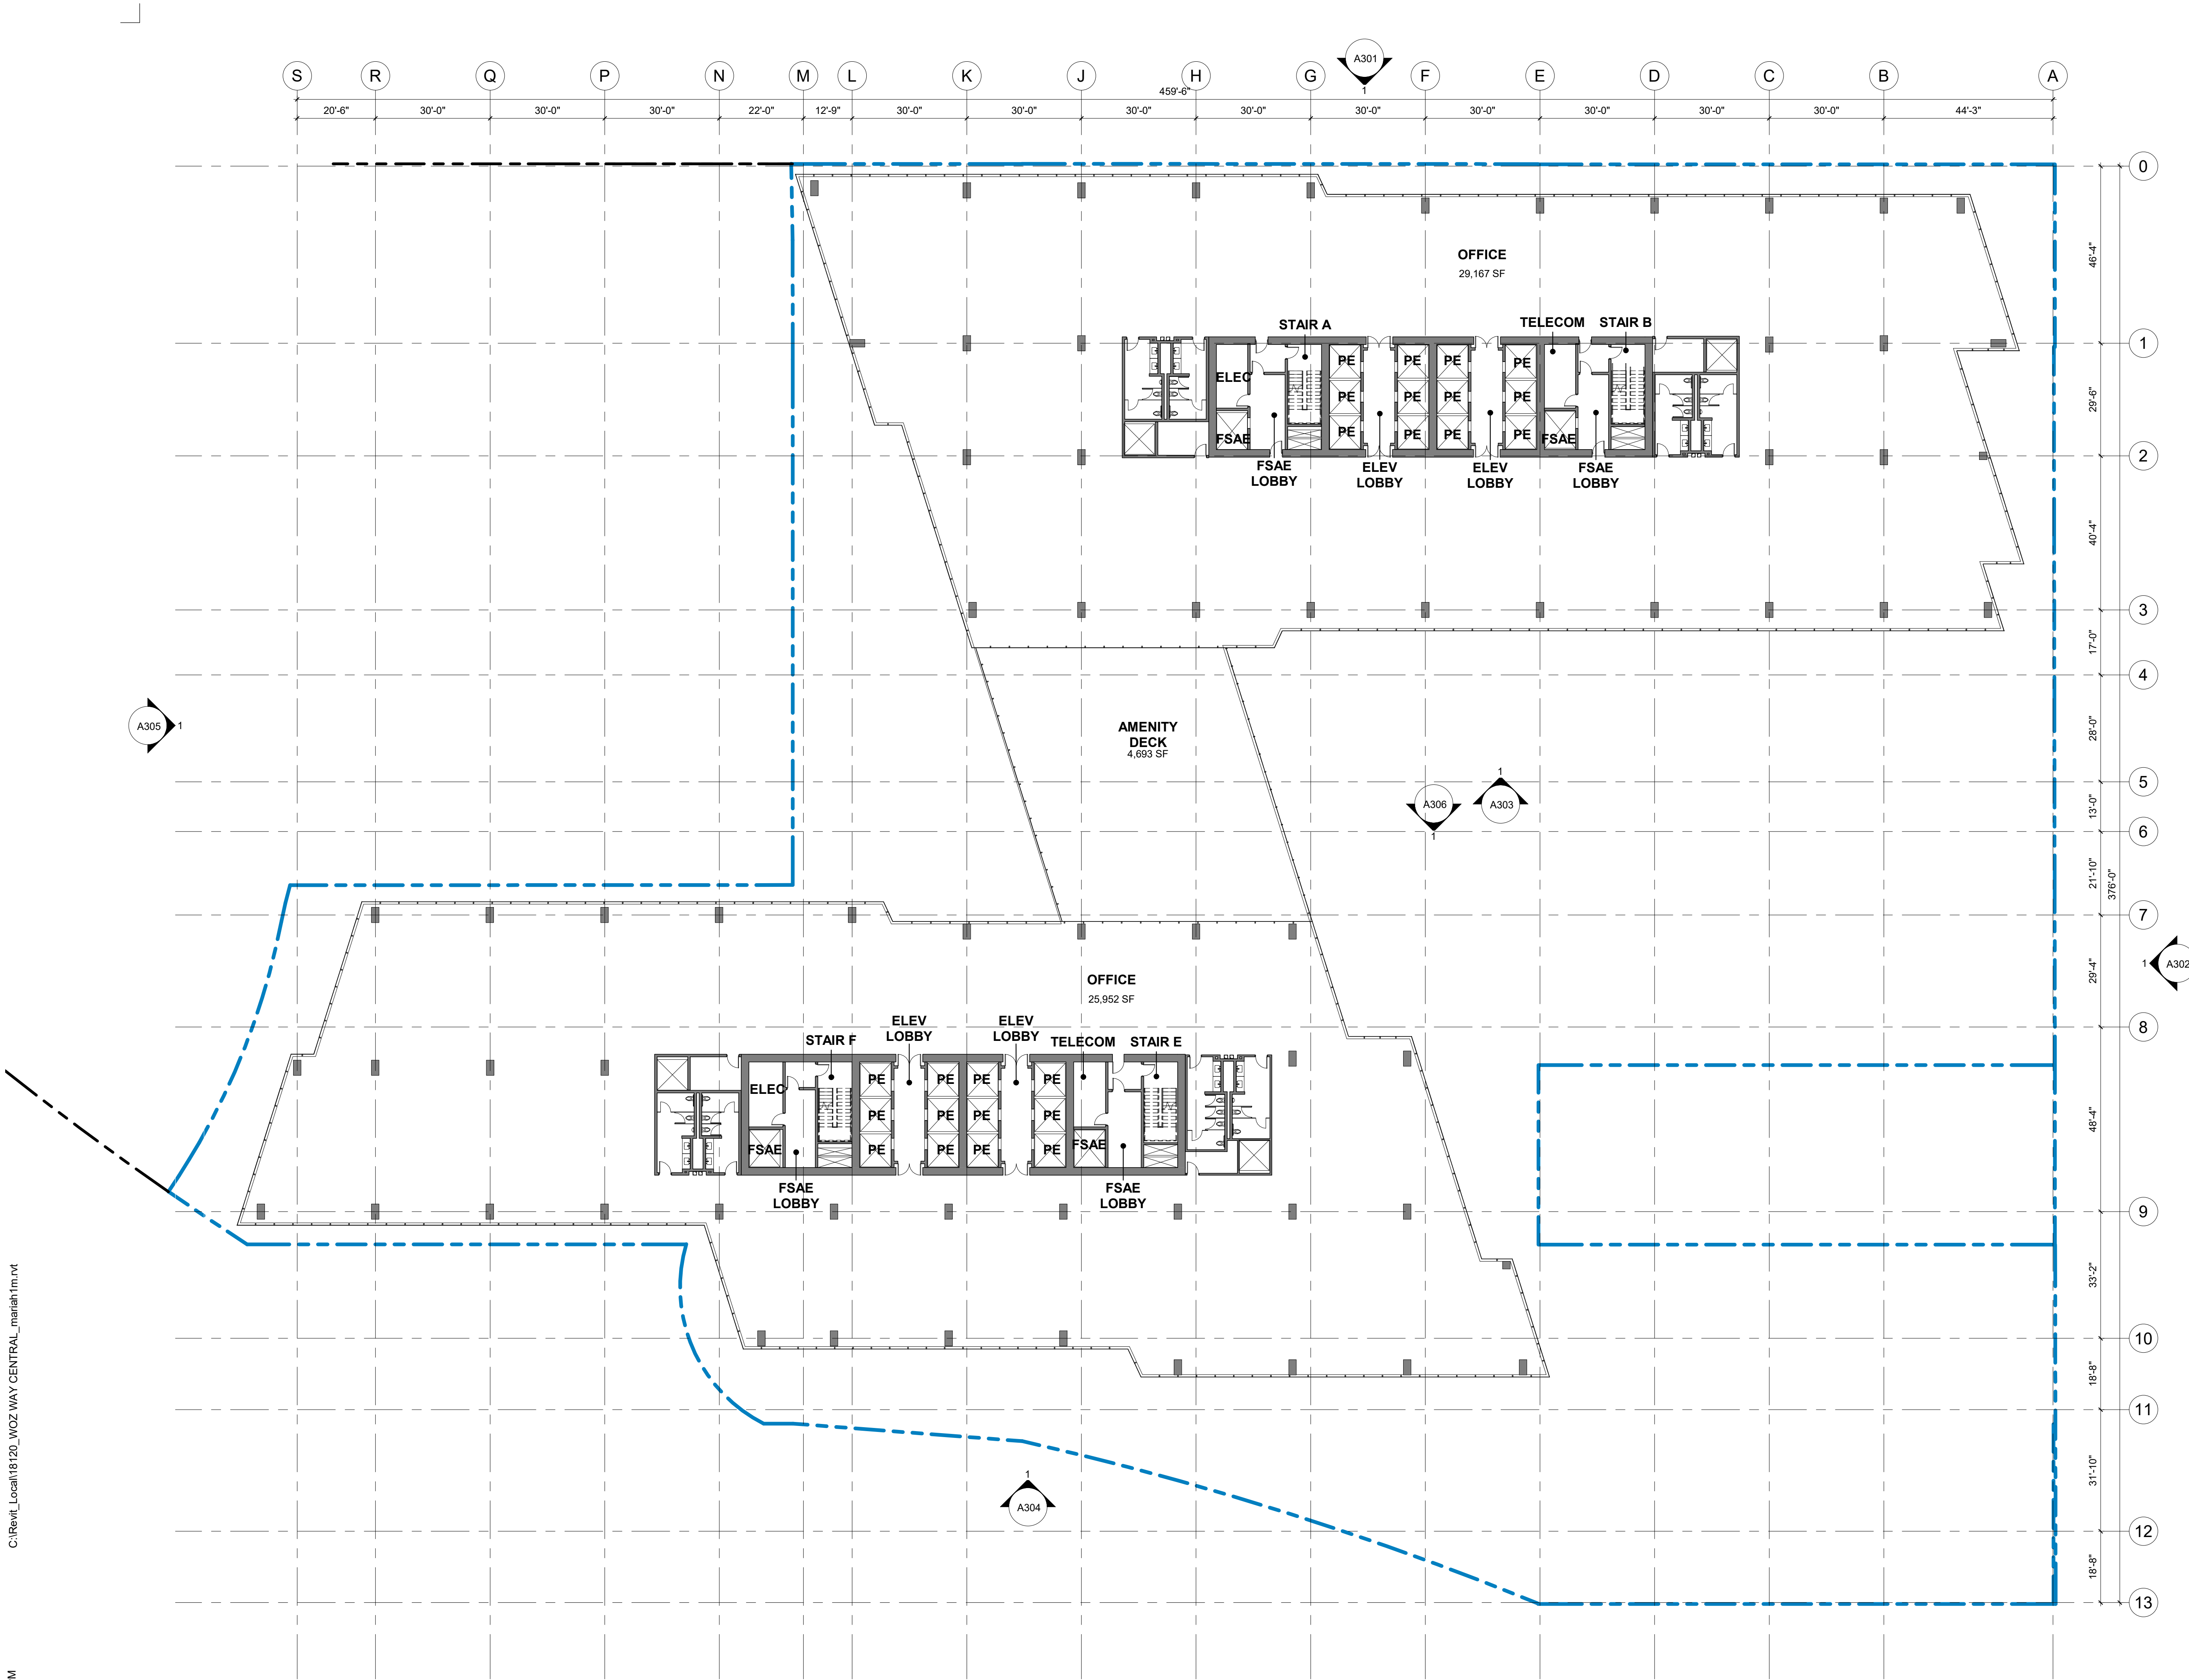 A301
1
S R Q P N M L K J H G F E D C B A
459'-6"
20'-6" 30'-0" 30'-0" 30'-0" 22'-0" 12'-9" 30'-0" 30'-0" 30'-0" 30'-0" 30'-0" 30'-0" 30'-0" 30'-0" 30'-0" 44'-3"
0
46'-4"
OFFICE
29,167 SF
STAIR A
TELECOM STAIR B
1
PE PE PE PE
ELEC
29'-6"
PE PE PE PE
PE PE PE PE
FSAE FSAE
2
FSAE ELEV ELEV FSAE
LOBBY LOBBY LOBBY LOBBY
40'-4"
3
17'-0"
4
A305 1
AMENITY
DECK
4,693 SF
28'-0"
5
1
A306 A303
1
13'-0"
6
21'-10"
376'-0"
7
29'-4"
1 A302
OFFICE
25,952 SF
8
ELEV ELEV
LOBBY LOBBY
STAIR F TELECOM STAIR E
PE PE PE PE
ELEC
48'-4"
PE PE PE PE
PE PE PE PE
FSAE FSAE
FSAE FSAE
LOBBY LOBBY
9
33'-2"
10
18'-8"
11
31'-10"
1
A304
12
18'-8"
13
C:\Revit_Local\18120_WOZ WAY CENTRAL_mariah1m.rvt
M